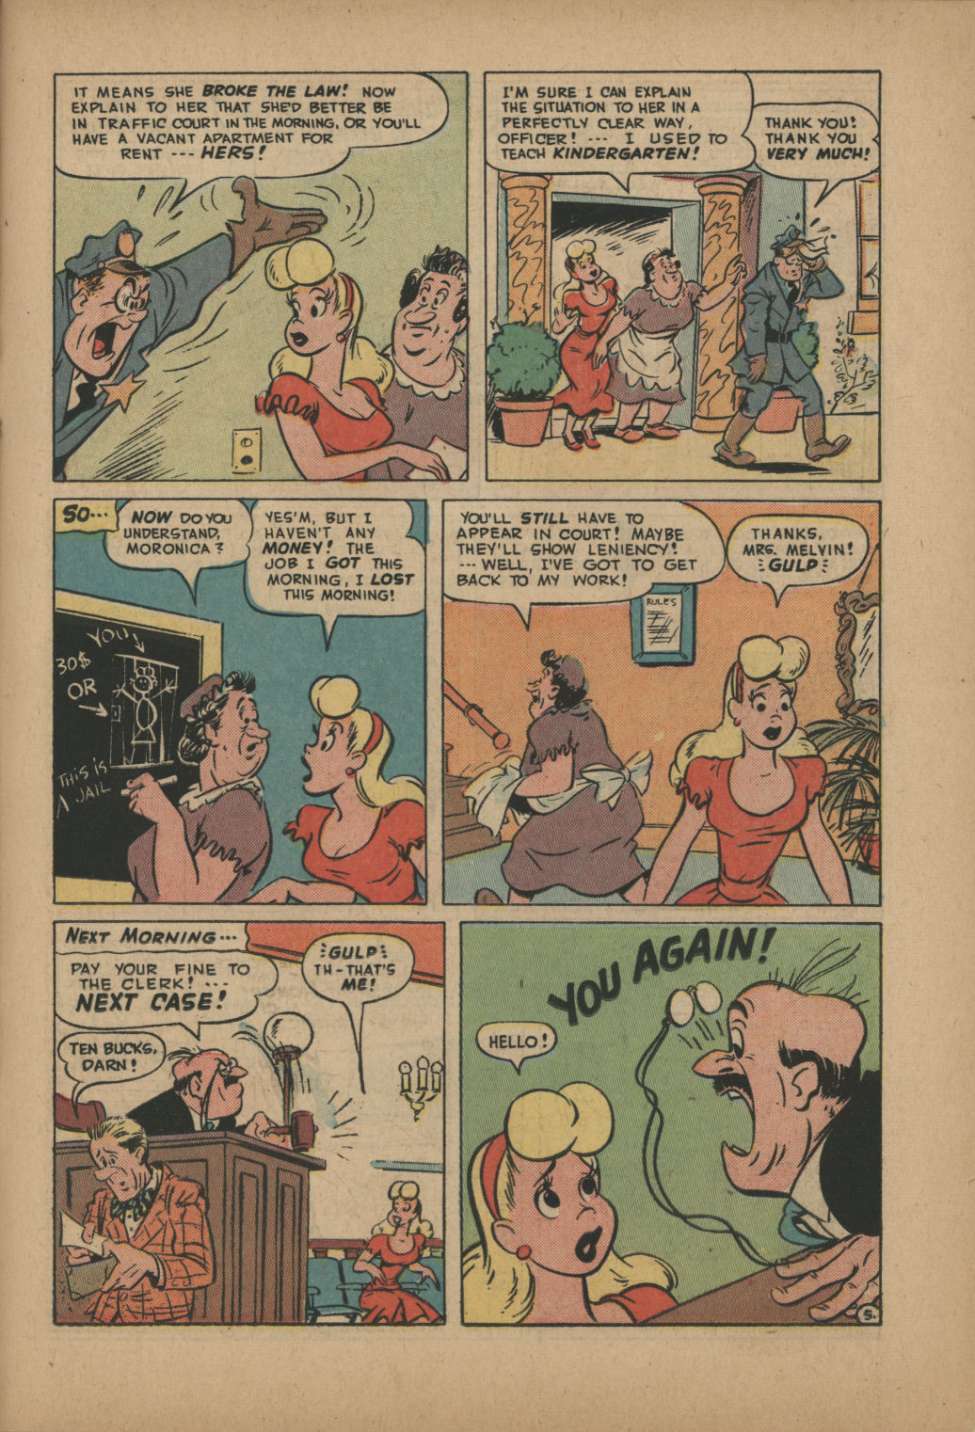 IT MEANS SHE BROKE THE LAW! NOW
EXPLAIN TO HER THAT SHE'D BETTER BE
IN TRAFFIC COURT IN THE MORNING, OR YOU'LL
HAVE A VACANT APARTMENT FOR
RENT --- HERS!
I'M SURE I CAN EXPLAIN
THE SITUATION TO HER IN A
PERFECTLY CLEAR WAY,
OFFICER! --- I USED TO
TEACH KINDERGARTEN!
THANK YOU!
THANK YOU
VERY MUCH!
SO---
NOW DO YOU
UNDERSTAND,
MORONICA?
YES'M, BUT I
HAVEN'T ANY
MONEY! THE
JOB I GOT THIS
MORNING, I LOST
THIS MORNING!
YOU
30$
OR
THIS IS
A JAIL
YOU'LL STILL HAVE TO
APPEAR IN COURT! MAYBE
THEY'LL SHOW LENIENCY!
--- WELL, I'VE GOT TO GET
BACK TO MY WORK!
THANKS,
MRS. MELVIN!
GULP
RULES
NEXT MORNING---
PAY YOUR FINE TO
THE CLERK! ---
NEXT CASE!
GULP
TH-THAT'S
ME!
TEN BUCKS,
DARN!
YOU AGAIN!
HELLO!
5.